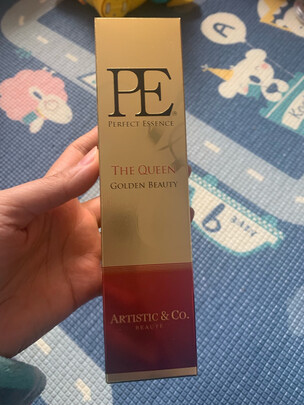 PE®
PERFECT ESSENCE
THE QUEEN
GOLDEN BEAUTY
ARTISTIC & CO.
BEAUTY
A